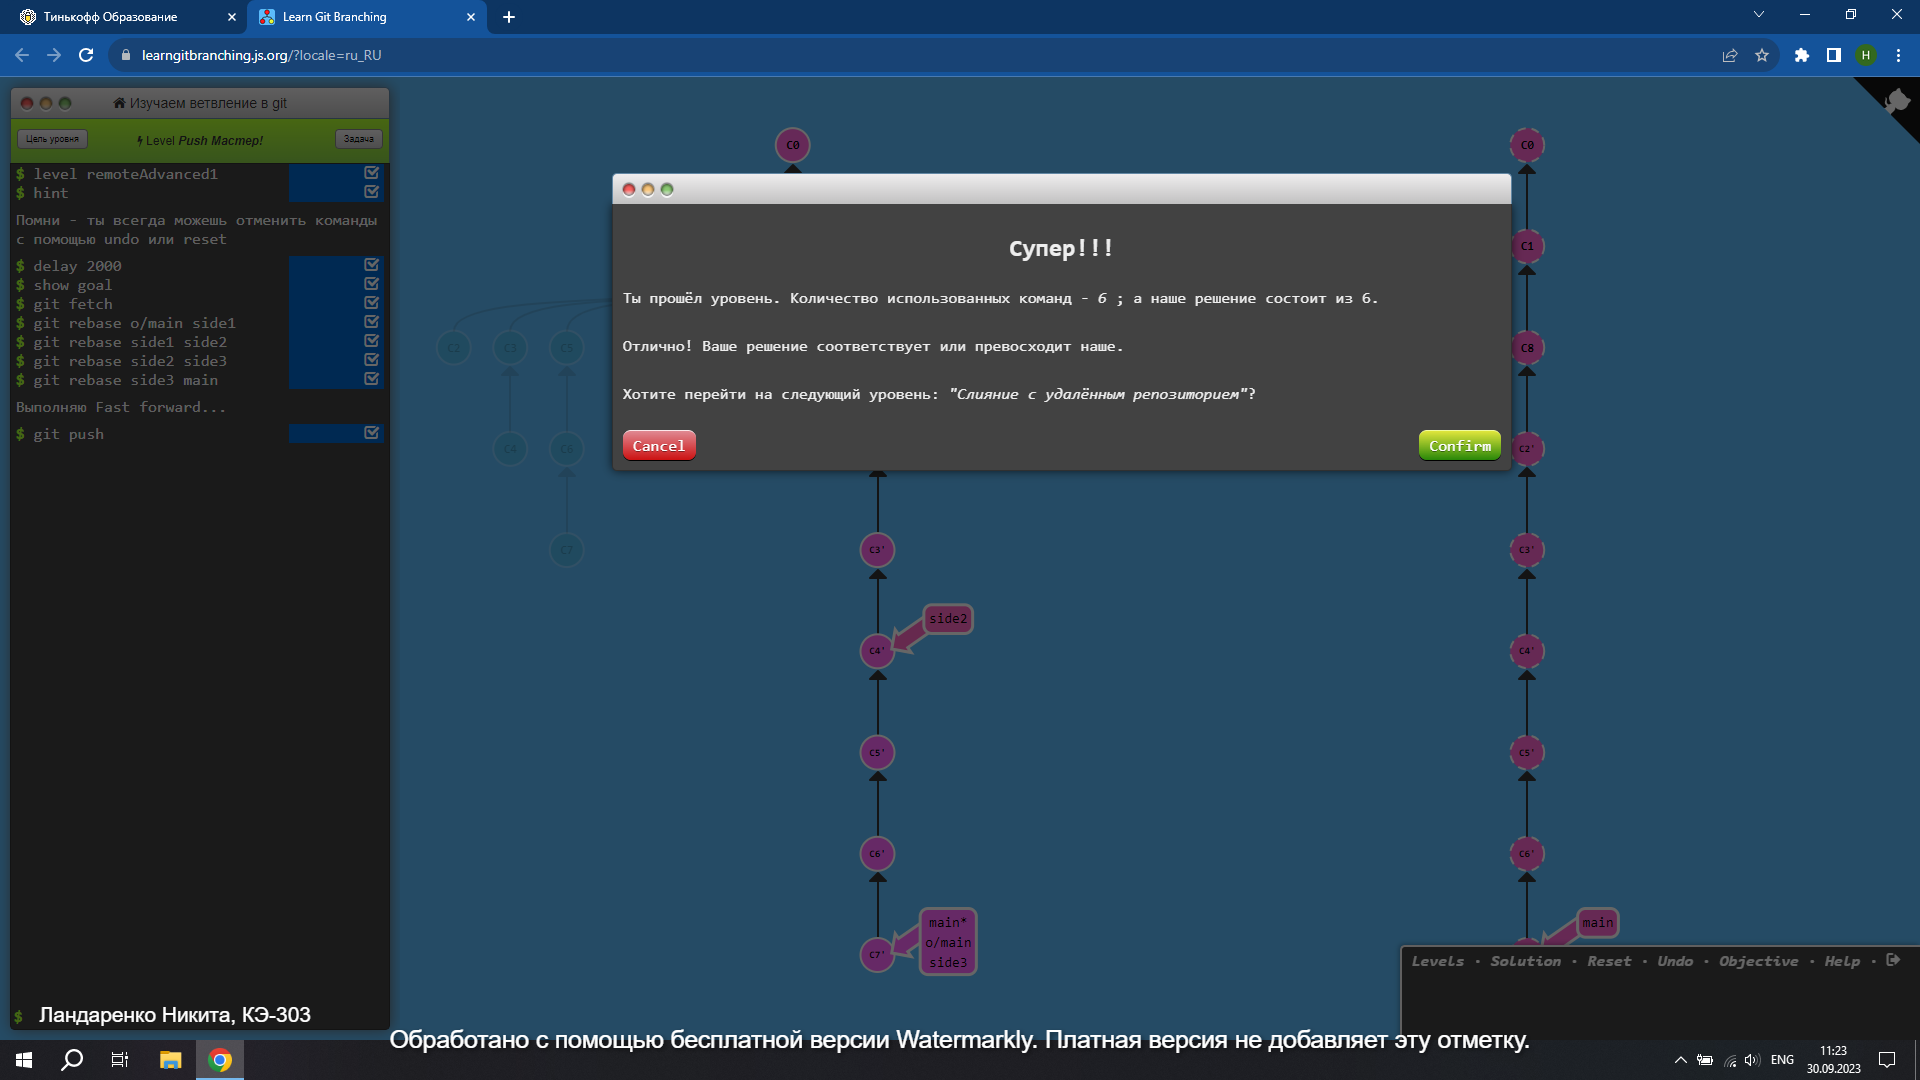 Тинькофф Образование
Learn Git Branching
learngitbranching.js.org/?locale=ru_RU
H
Изучаем ветвление в git
Цель уровня
Level Push Мастер!
Задача
$ level remoteAdvanced1
$ hint
Помни - ты всегда можешь отменить команды
с помощью undo или reset
$ delay 2000
$ show goal
$ git fetch
$ git rebase o/main side1
$ git rebase side1 side2
$ git rebase side2 side3
$ git rebase side3 main
Выполняю Fast forward...
$ git push
$
Ландаренко Никита, КЭ-303
C0
C2
C3
C5
C4
C6
C7
Супер!!!
Ты прошёл уровень. Количество использованных команд - 6 ; а наше решение состоит из 6.
Отлично! Ваше решение соответствует или превосходит наше.
Хотите перейти на следующий уровень: "Слияние с удалённым репозиторием"?
Cancel
Confirm
C3'
side2
C4'
C5'
C6'
main*
o/main
side3
C7'
C0
C1
C8
C2'
C3'
C4'
C5'
C6'
main
Levels · Solution · Reset · Undo · Objective · Help ·
Обработано с помощью бесплатной версии Watermarkly. Платная версия не добавляет эту отметку.
ENG
11:23
30.09.2023